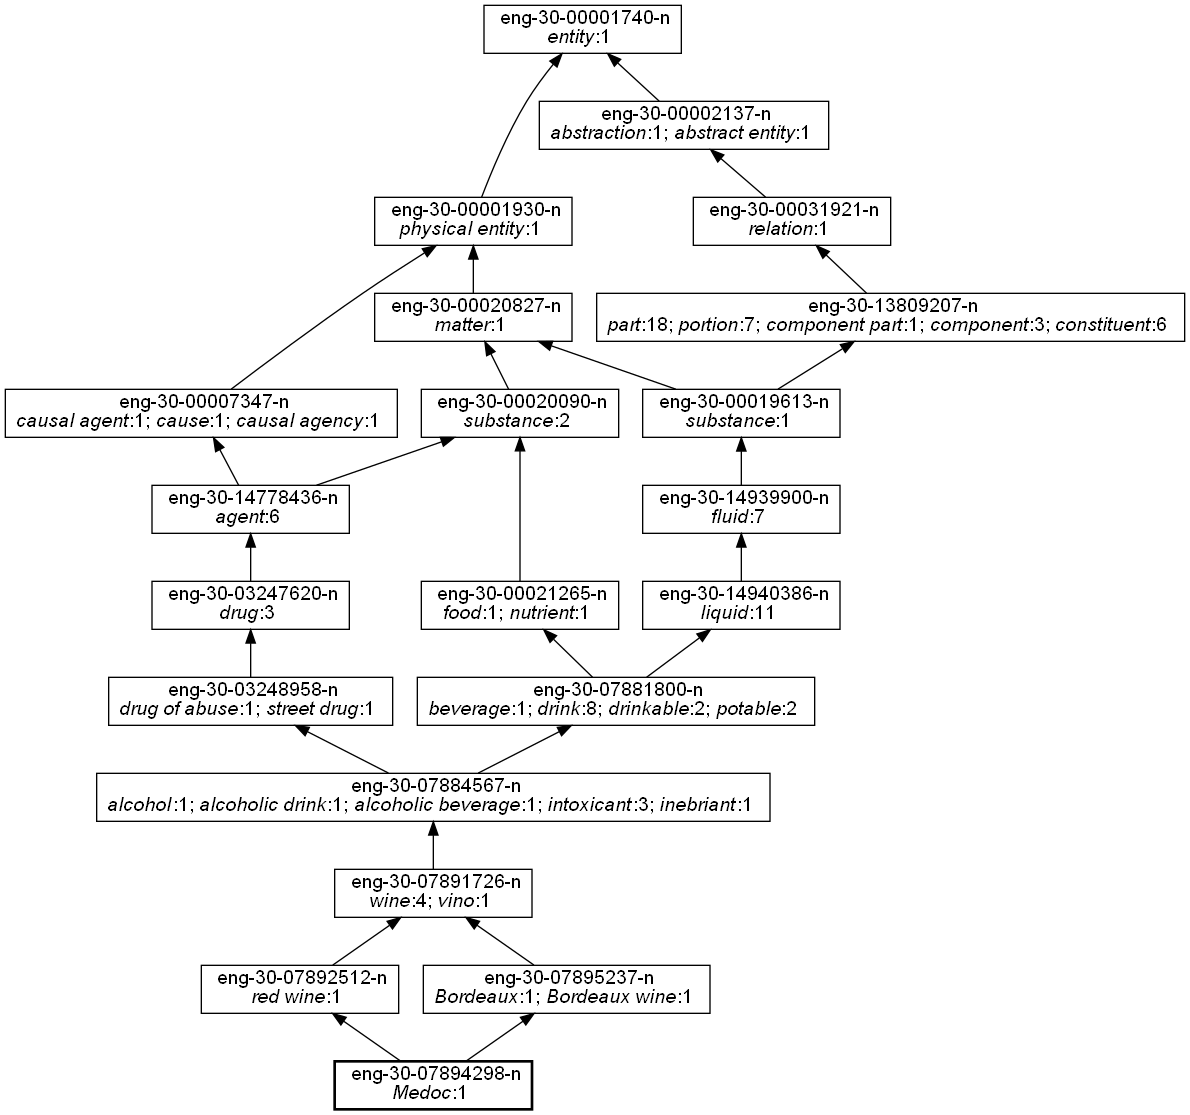 eng-30-00001740-n
entity:1
eng-30-00002137-n
abstraction:1; abstract entity:1
eng-30-00001930-n
physical entity:1
eng-30-00031921-n
relation:1
eng-30-00020827-n
matter:1
eng-30-13809207-n
part:18; portion:7; component part:1; component:3; constituent:6
eng-30-00007347-n
causal agent:1; cause:1; causal agency:1
eng-30-00020090-n
substance:2
eng-30-00019613-n
substance:1
eng-30-14778436-n
agent:6
eng-30-14939900-n
fluid:7
eng-30-03247620-n
drug:3
eng-30-00021265-n
food:1; nutrient:1
eng-30-14940386-n
liquid:11
eng-30-03248958-n
drug of abuse:1; street drug:1
eng-30-07881800-n
beverage:1; drink:8; drinkable:2; potable:2
eng-30-07884567-n
alcohol:1; alcoholic drink:1; alcoholic beverage:1; intoxicant:3; inebriant:1
eng-30-07891726-n
wine:4; vino:1
eng-30-07892512-n
red wine:1
eng-30-07895237-n
Bordeaux:1; Bordeaux wine:1
eng-30-07894298-n
Medoc:1